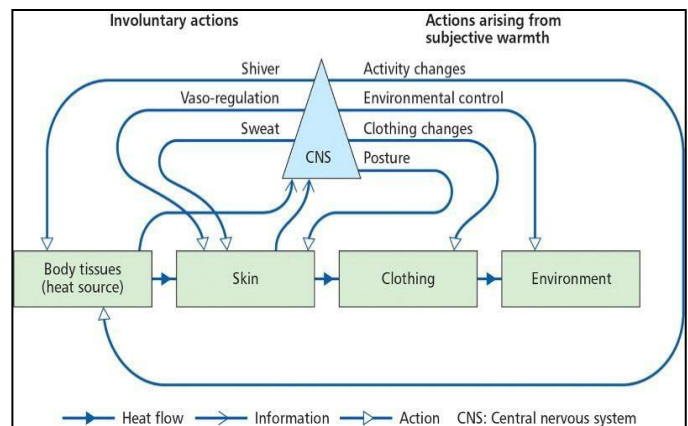 Involuntary actions
Actions arising from
subjective warmth
Shiver
Activity changes
Vaso-regulation
Environmental control
Sweat
Clothing changes
CNS
Posture
Body tissues
(heat source)
Skin
Clothing
Environment
Heat flow
Information
Action
CNS: Central nervous system